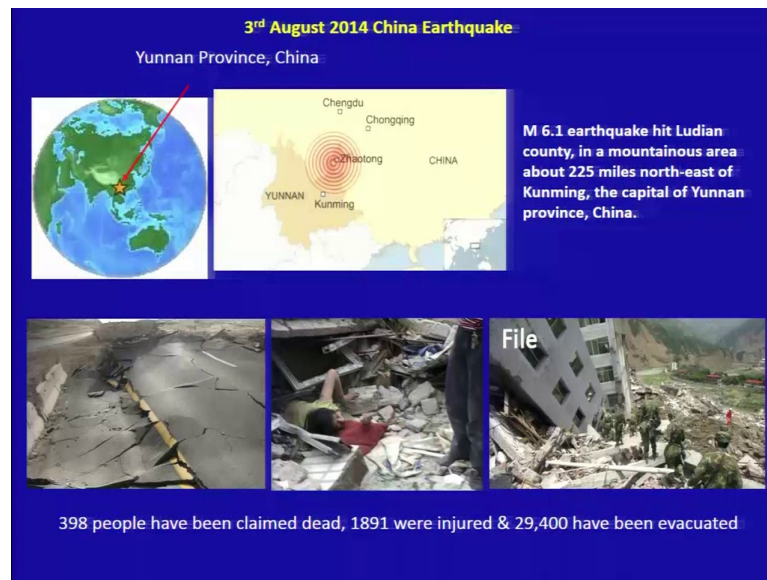 3rd August 2014 China Earthquake
Yunnan Province, China
Chengdu
Chongqing
Zhaotong
CHINA
YUNNAN
Kunming
M 6.1 earthquake hit Ludian
county, in a mountainous area
about 225 miles north-east of
Kunming, the capital of Yunnan
province, China.
File
398 people have been claimed dead, 1891 were injured & 29,400 have been evacuated